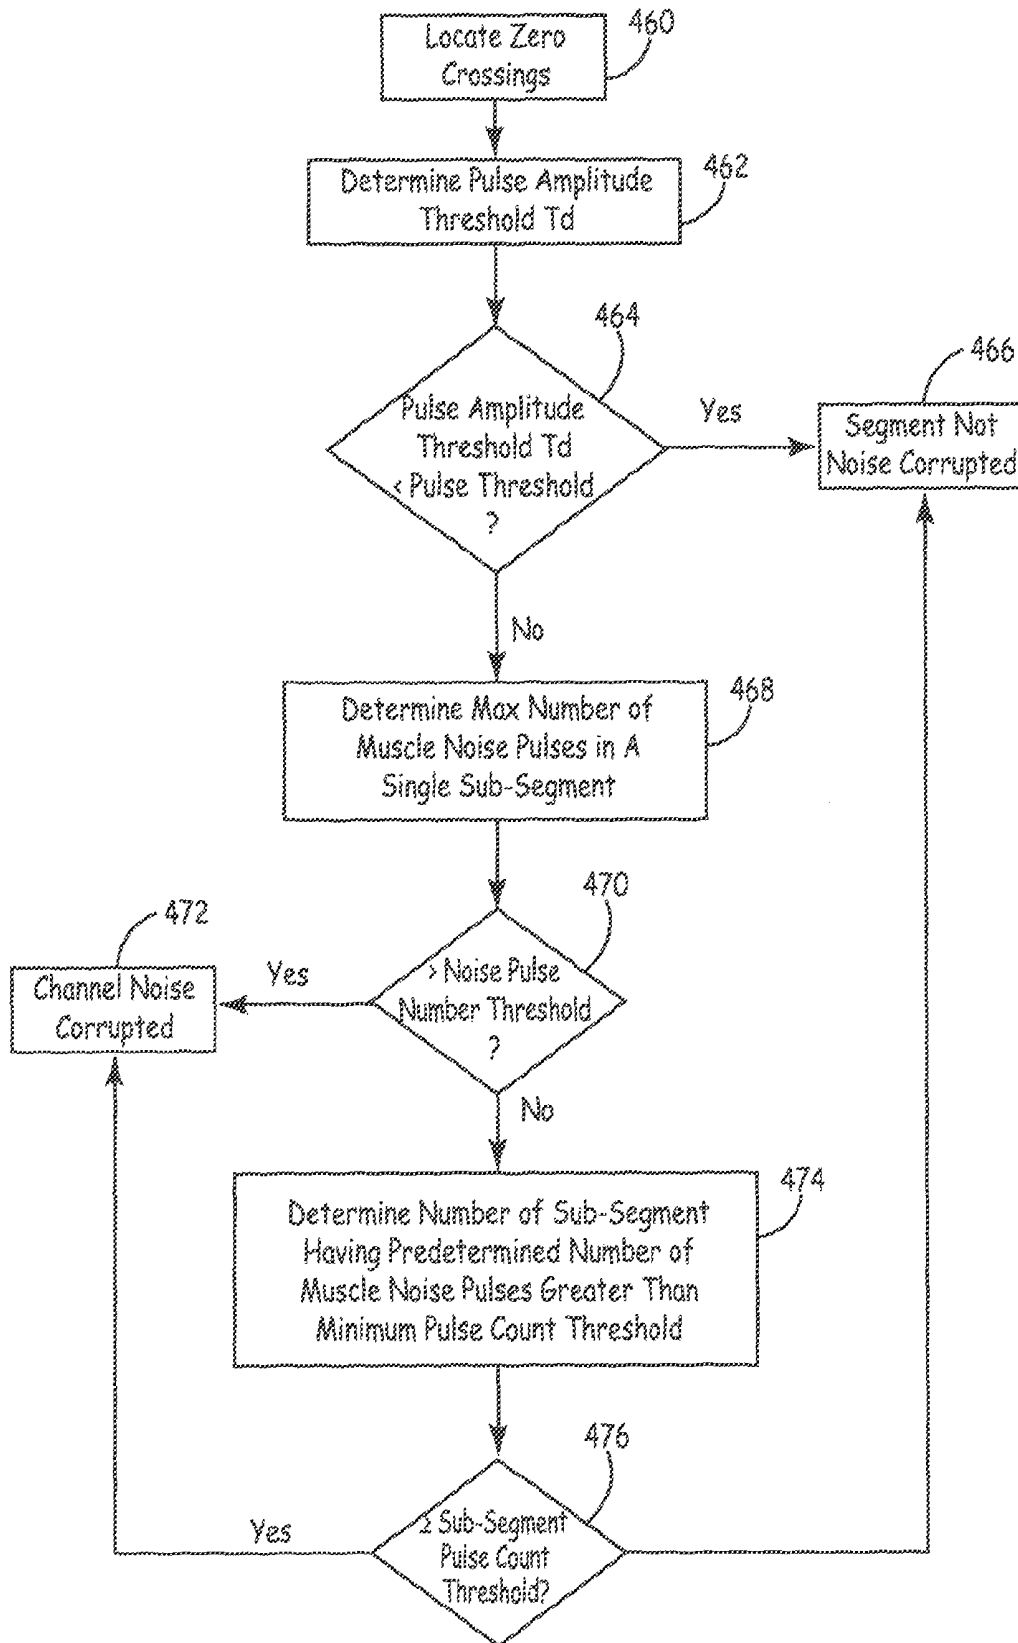 Locate Zero
Crossings
460
Determine Pulse Amplitude
Threshold Td
462
464
Pulse Amplitude
Threshold Td
< Pulse Threshold
?
Yes
466
Segment Not
Noise Corrupted
No
Determine Max Number of
Muscle Noise Pulses in A
Single Sub-Segment
468
470
> Noise Pulse
Number Threshold
?
Yes
472
Channel Noise
Corrupted
No
474
Determine Number of Sub-Segment
Having Predetermined Number of
Muscle Noise Pulses Greater Than
Minimum Pulse Count Threshold
476
≥ Sub-Segment
Pulse Count
Threshold?
Yes